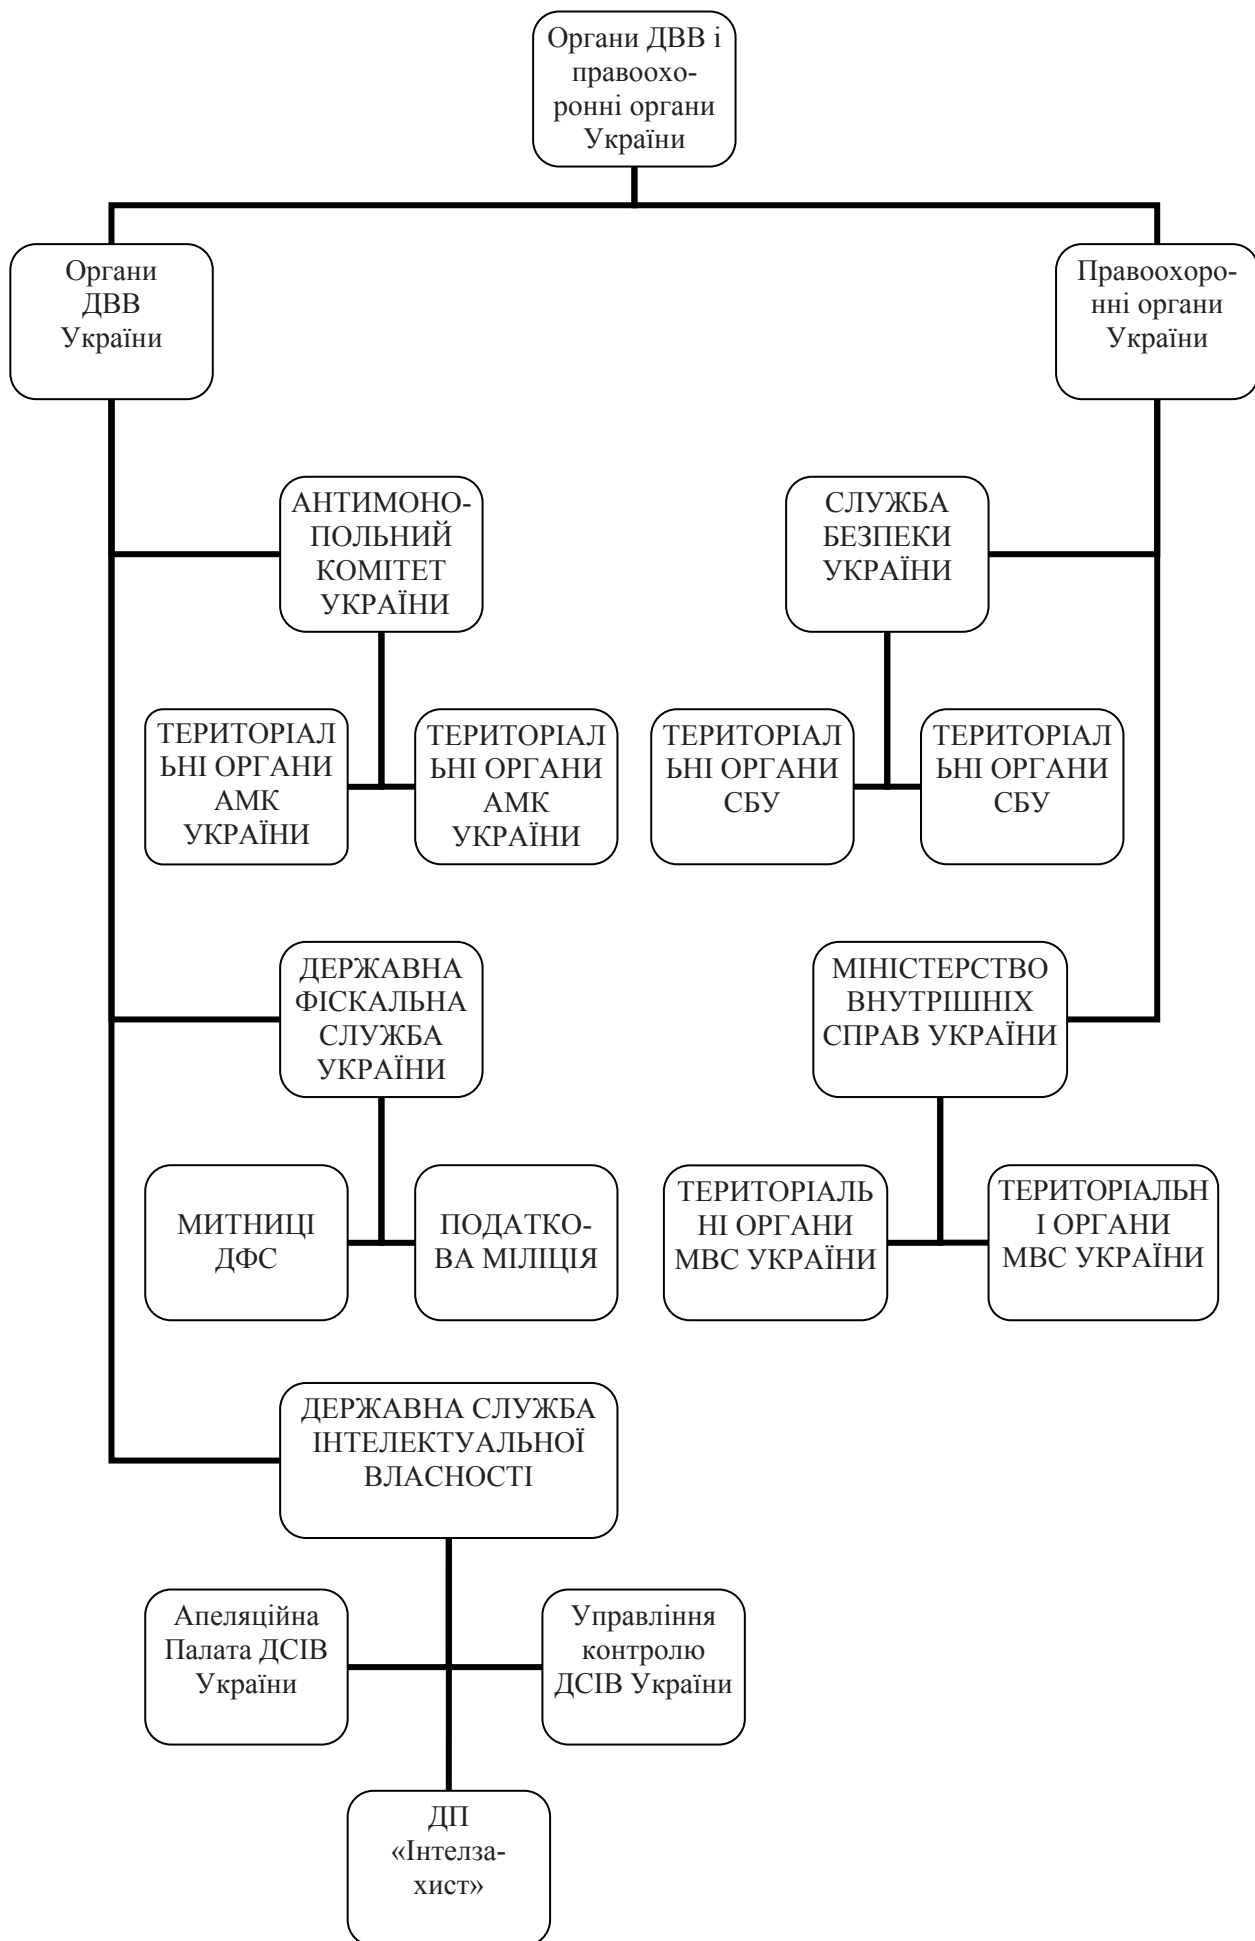 Органи ДВВ і
правоохо-
ронні органи
України
Органи
ДВВ
України
Правоохоро-
нні органи
України
АНТИМОНО-
ПОЛЬНИЙ
КОМІТЕТ
УКРАЇНИ
СЛУЖБА
БЕЗПЕКИ
УКРАЇНИ
ТЕРИТОРІАЛ
ЬНІ ОРГАНИ
АМК
УКРАЇНИ
ТЕРИТОРІАЛ
ЬНІ ОРГАНИ
АМК
УКРАЇНИ
ТЕРИТОРІАЛ
ЬНІ ОРГАНИ
СБУ
ТЕРИТОРІАЛ
ЬНІ ОРГАНИ
СБУ
ДЕРЖАВНА
ФІСКАЛЬНА
СЛУЖБА
УКРАЇНИ
МІНІСТЕРСТВО
ВНУТРІШНІХ
СПРАВ УКРАЇНИ
МИТНИЦІ
ДФС
ПОДАТКО-
ВА МІЛІЦІЯ
ТЕРИТОРІАЛЬ
НІ ОРГАНИ
МВС УКРАЇНИ
ТЕРИТОРІАЛЬН
І ОРГАНИ
МВС УКРАЇНИ
ДЕРЖАВНА СЛУЖБА
ІНТЕЛЕКТУАЛЬНОЇ
ВЛАСНОСТІ
Апеляційна
Палата ДСІВ
України
Управління
контролю
ДСІВ України
ДП
«Інтелза-
хист»